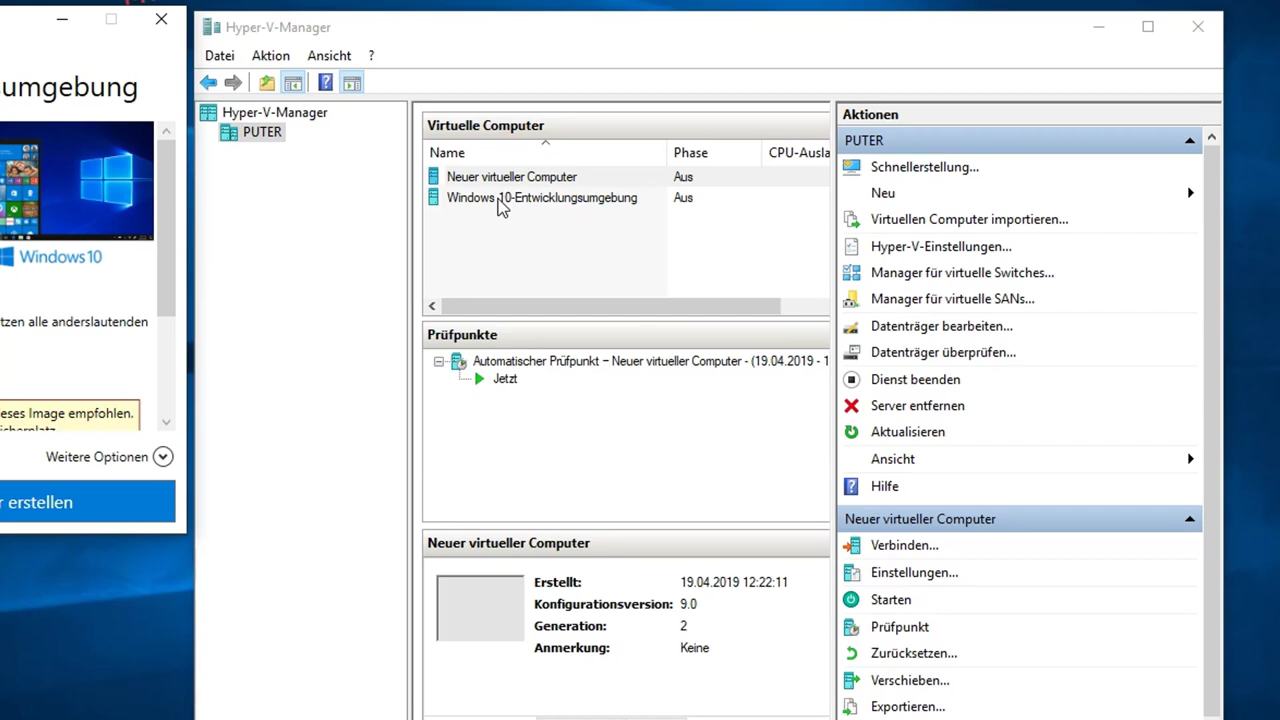 sumgebung
Windows 10
tzen alle anderslautenden
eses Image empfohlen.
Weitere Optionen
r erstellen
Hyper-V-Manager
Datei Aktion Ansicht ?
Hyper-V-Manager
PUTER
Virtuelle Computer
Name Phase CPU-Ausla
Neuer virtueller Computer Aus
Windows 10-Entwicklungsumgebung Aus
Prüfpunkte
Automatischer Prüfpunkt – Neuer virtueller Computer - (19.04.2019 - 1
Jetzt
Neuer virtueller Computer
Erstellt: 19.04.2019 12:22:11
Konfigurationsversion: 9.0
Generation: 2
Anmerkung: Keine
Aktionen
PUTER
Schnellerstellung...
Neu
Virtuellen Computer importieren...
Hyper-V-Einstellungen...
Manager für virtuelle Switches...
Manager für virtuelle SANs...
Datenträger bearbeiten...
Datenträger überprüfen...
Dienst beenden
Server entfernen
Aktualisieren
Ansicht
Hilfe
Neuer virtueller Computer
Verbinden...
Einstellungen...
Starten
Prüfpunkt
Zurücksetzen...
Verschieben...
Exportieren...